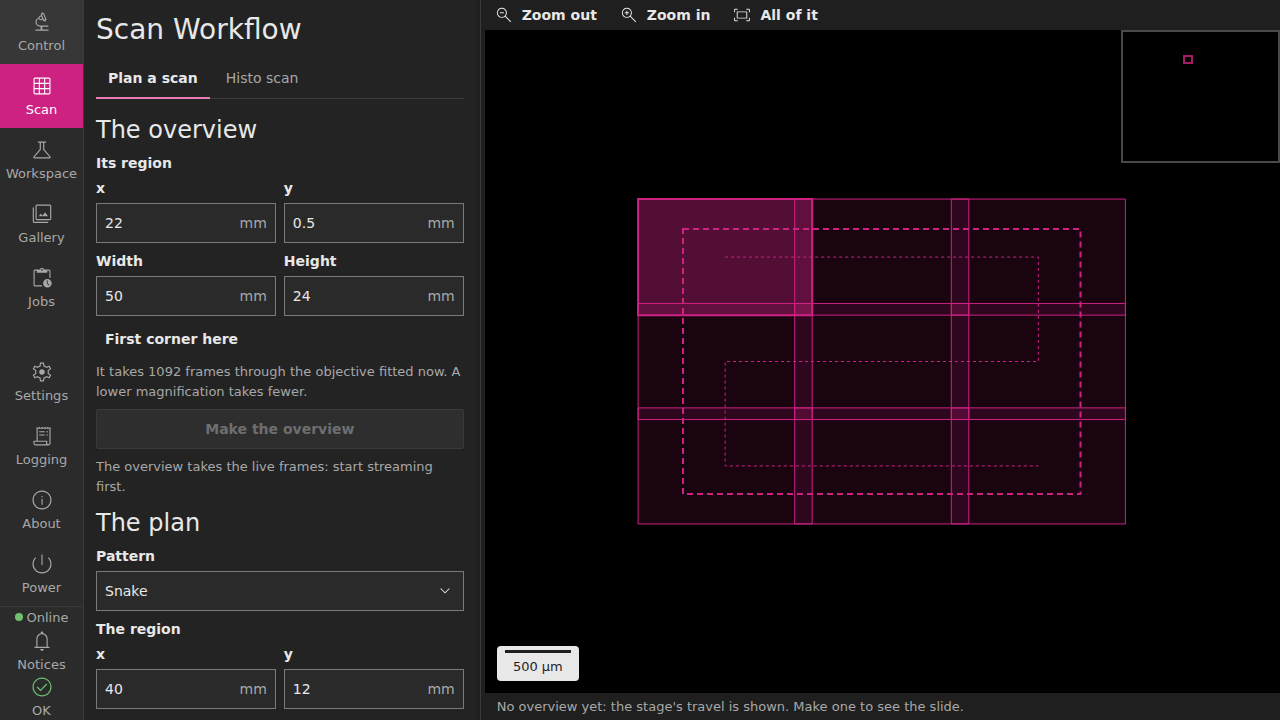 Control
Scan
Workspace
Gallery
Jobs
Settings
Logging
About
Power
Online
Notices
OK
Scan Workflow
Plan a scan
Histo scan
The overview
Its region
x
y
22 mm
0.5 mm
Width
Height
50 mm
24 mm
First corner here
It takes 1092 frames through the objective fitted now. A
lower magnification takes fewer.
Make the overview
The overview takes the live frames: start streaming
first.
The plan
Pattern
Snake
The region
x
y
40 mm
12 mm
Zoom out
Zoom in
All of it
500 µm
No overview yet: the stage's travel is shown. Make one to see the slide.